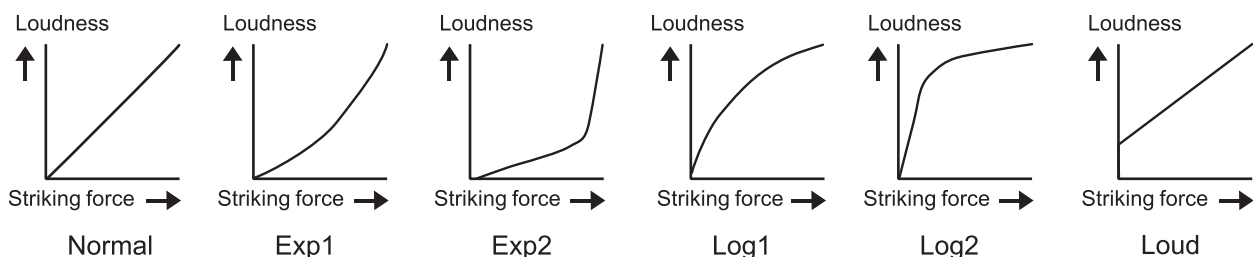 Loudness Loudness Loudness Loudness Loudness Loudness
Striking force Striking force Striking force Striking force Striking force Striking force
Normal Exp1 Exp2 Log1 Log2 Loud